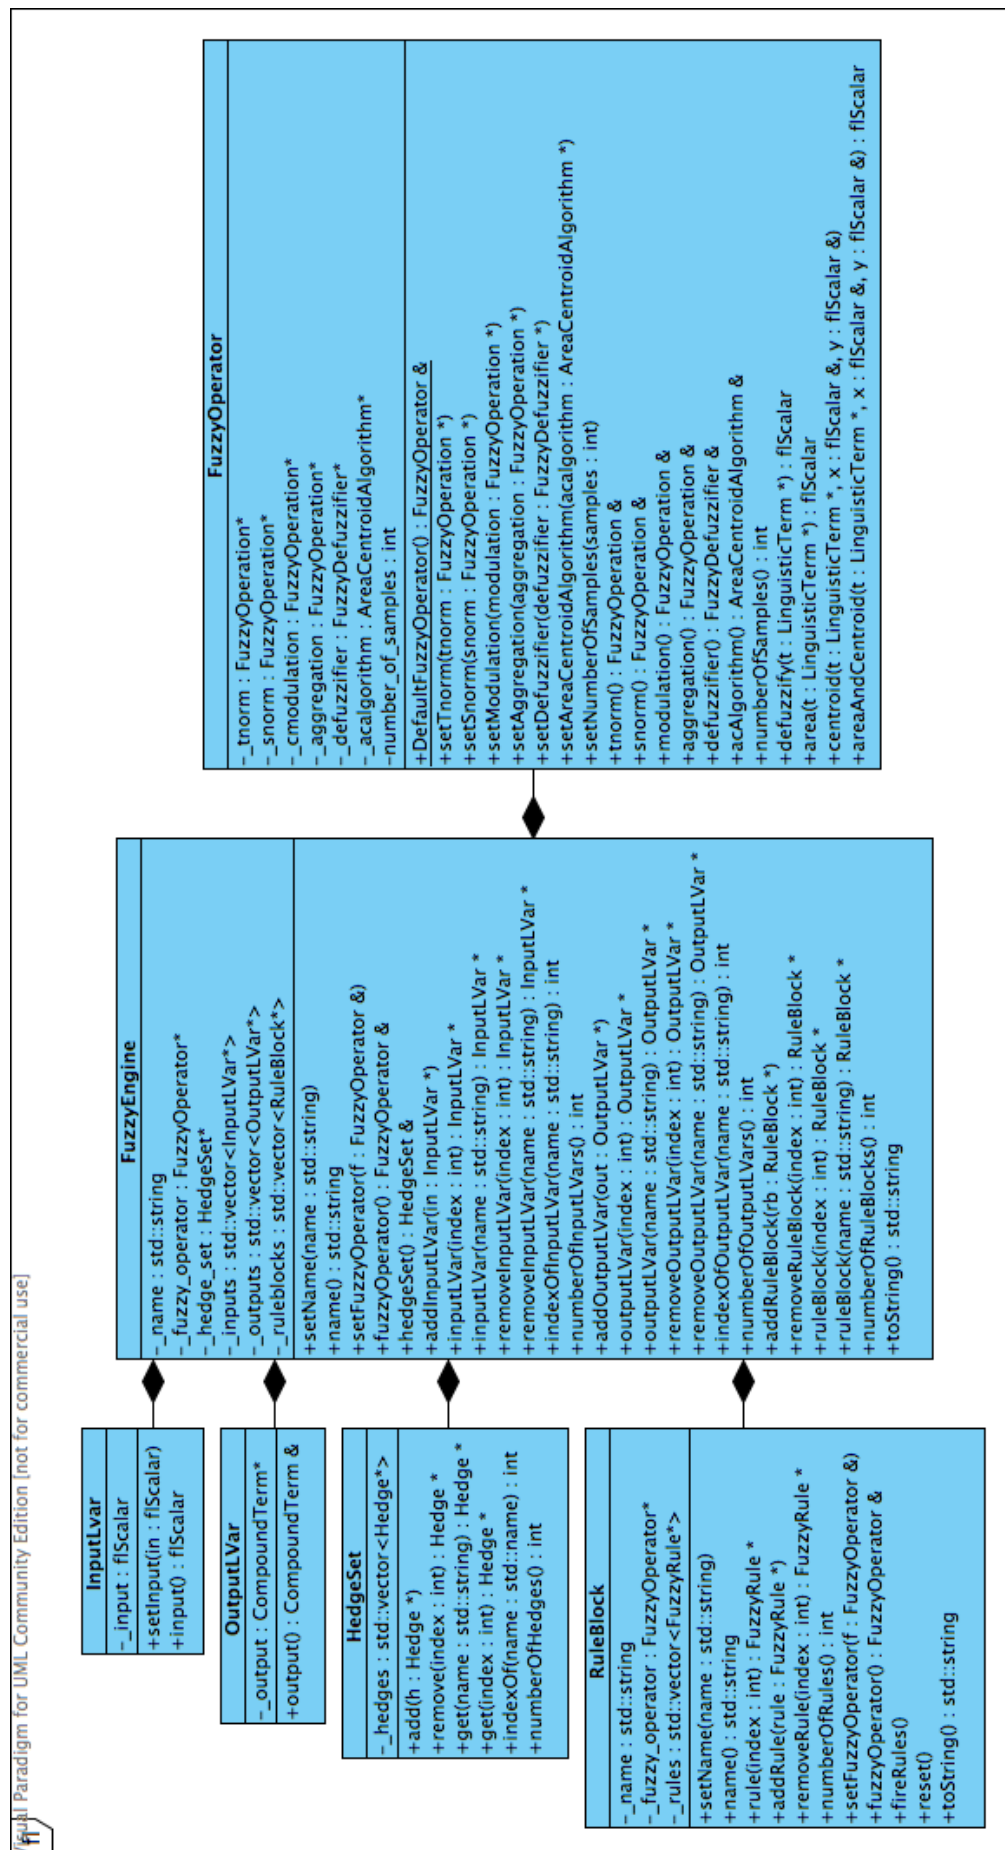 Visual Paradigm for UML Community Edition [not for commercial use]
fl
InputLvar
-_input : flScalar
+setInput(in : flScalar)
+input() : flScalar
OutputLVar
-_output : CompoundTerm*
+output() : CompoundTerm &
HedgeSet
-_hedges : std::vector<Hedge*>
+add(h : Hedge *)
+remove(index : int) : Hedge *
+get(name : std::string) : Hedge *
+get(index : int) : Hedge *
+indexOf(name : std::name) : int
+numberOfHedges() : int
RuleBlock
-_name : std::string
-_fuzzy_operator : FuzzyOperator*
-_rules : std::vector<FuzzyRule*>
+setName(name : std::string)
+name() : std::string
+rule(index : int) : FuzzyRule *
+addRule(rule : FuzzyRule *)
+removeRule(index : int) : FuzzyRule *
+numberOfRules() : int
+setFuzzyOperator(f : FuzzyOperator &)
+fuzzyOperator() : FuzzyOperator &
+fireRules()
+reset()
+toString() : std::string
FuzzyEngine
-_name : std::string
-_fuzzy_operator : FuzzyOperator*
-_hedge_set : HedgeSet*
-_inputs : std::vector<InputLVar*>
-_outputs : std::vector<OutputLVar*>
-_ruleblocks : std::vector<RuleBlock*>
+setName(name : std::string)
+name() : std::string
+setFuzzyOperator(f : FuzzyOperator &)
+fuzzyOperator() : FuzzyOperator &
+hedgeSet() : HedgeSet &
+addInputLVar(in : InputLVar *)
+inputLVar(index : int) : InputLVar *
+inputLVar(name : std::string) : InputLVar *
+removeInputLVar(index : int) : InputLVar *
+removeInputLVar(name : std::string) : InputLVar *
+indexOfInputLVar(name : std::string) : int
+numberOfInputLVars() : int
+addOutputLVar(out : OutputLVar *)
+outputLVar(index : int) : OutputLVar *
+outputLVar(name : std::string) : OutputLVar *
+removeOutputLVar(index : int) : OutputLVar *
+removeOutputLVar(name : std::string) : OutputLVar *
+indexOfOutputLVar(name : std::string) : int
+numberOfOutputLVars() : int
+addRuleBlock(rb : RuleBlock *)
+removeRuleBlock(index : int) : RuleBlock *
+ruleBlock(index : int) : RuleBlock *
+ruleBlock(name : std::string) : RuleBlock *
+numberOfRuleBlocks() : int
+toString() : std::string
FuzzyOperator
-_tnorm : FuzzyOperation*
-_snorm : FuzzyOperation*
-_cmodulation : FuzzyOperation*
-_aggregation : FuzzyOperation*
-_defuzzifier : FuzzyDefuzzifier*
-_acalgorithm : AreaCentroidAlgorithm*
-number_of_samples : int
+DefaultFuzzyOperator() : FuzzyOperator &
+setTnorm(tnorm : FuzzyOperation *)
+setSnorm(snorm : FuzzyOperation *)
+setModulation(modulation : FuzzyOperation *)
+setAggregation(aggregation : FuzzyOperation *)
+setDefuzzifier(defuzzifier : FuzzyDefuzzifier *)
+setAreaCentroidAlgorithm(acalgorithm : AreaCentroidAlgorithm *)
+setNumberOfSamples(samples : int)
+tnorm() : FuzzyOperation &
+snorm() : FuzzyOperation &
+modulation() : FuzzyOperation &
+aggregation() : FuzzyOperation &
+defuzzifier() : FuzzyDefuzzifier &
+acAlgorithm() : AreaCentroidAlgorithm &
+numberOfSamples() : int
+defuzzify(t : LinguisticTerm *) : flScalar
+area(t : LinguisticTerm *) : flScalar
+centroid(t : LinguisticTerm *, x : flScalar &, y : flScalar &)
+areaAndCentroid(t : LinguisticTerm *, x : flScalar &, y : flScalar &) : flScalar